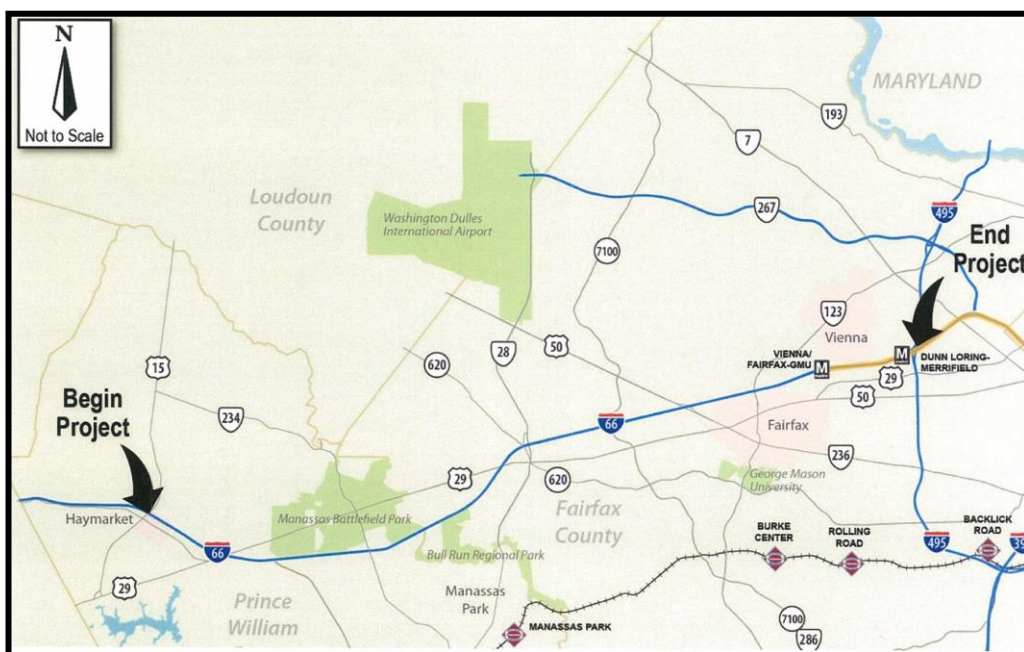 N
Not to Scale
MARYLAND
193
7
Loudoun
County
Washington Dulles
International Airport
267
495
End
Project
7100
123
Vienna
28
50
VIENNA/
FAIRFAX-GMU
M
M
DUNN LORING-
MERRIFIELD
620
29
50
15
Begin
Project
234
66
Fairfax
236
29
620
George Mason
University
Haymarket
Manassas Battlefield Park
Fairfax
County
66
Bull Run Regional Park
BURKE
CENTER
ROLLING
ROAD
BACKLICK
ROAD
495
29
Prince
William
Manassas
Park
MANASSAS PARK
7100
286